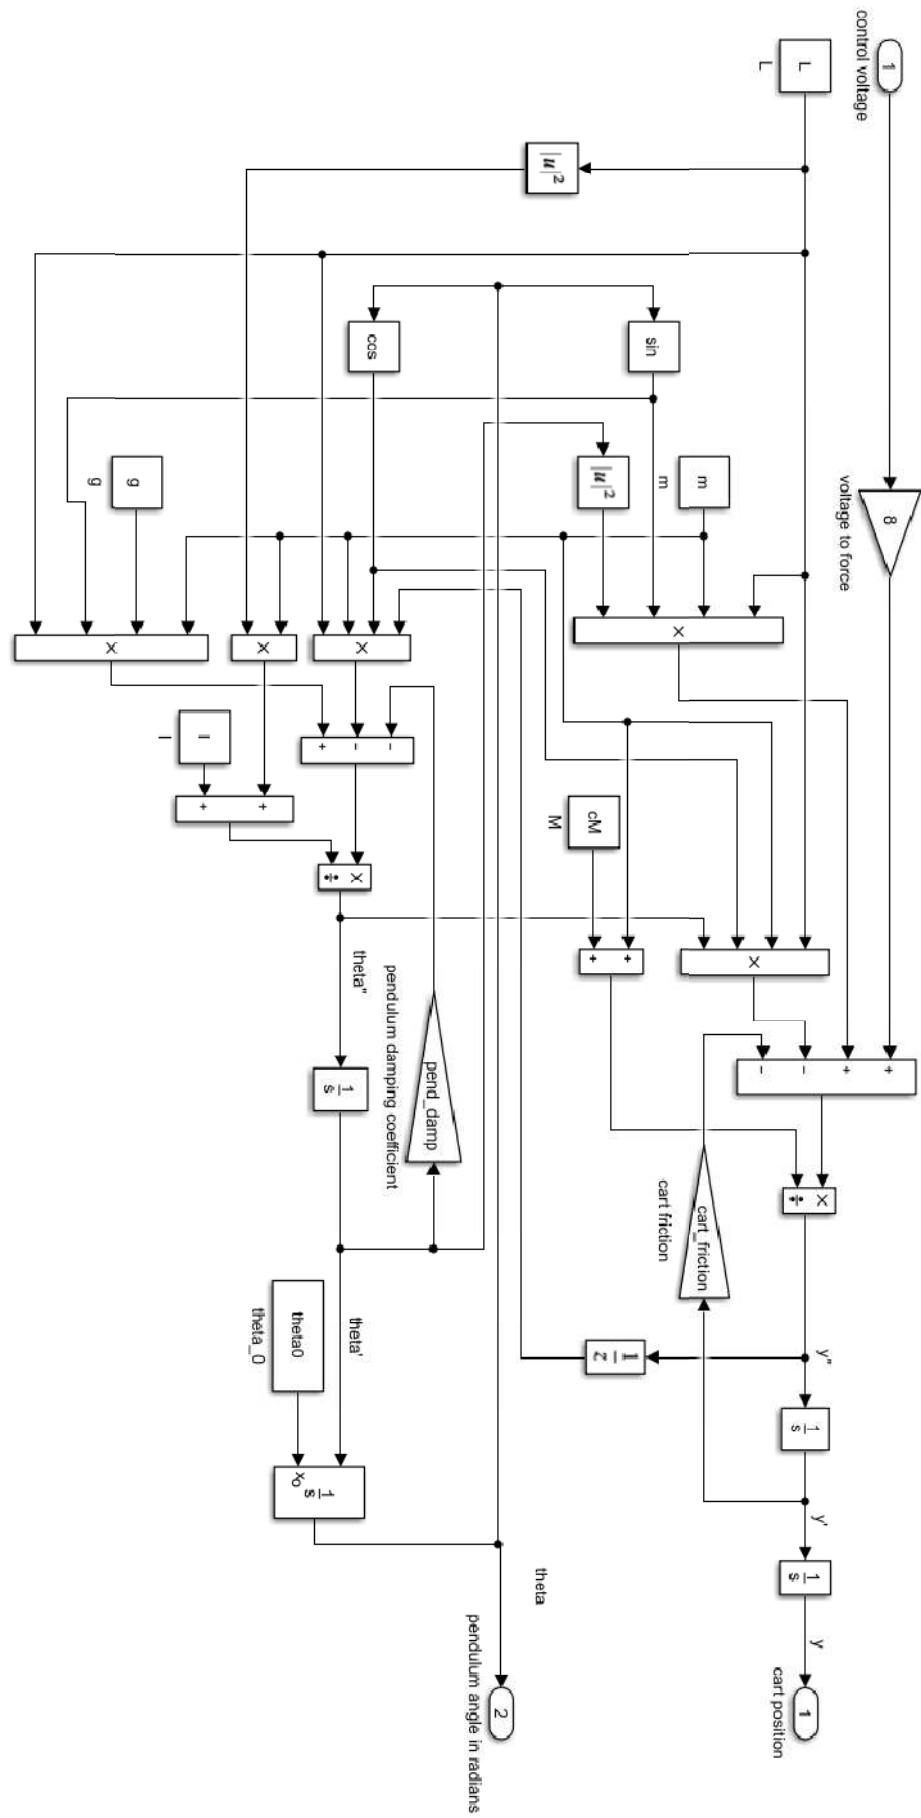 1
control voltage
8
voltage to force
L
L
|u|²
sin
cos
m
m
|u|²
g
g
×
×
×
×
+
-
-
I
I
+
+
×
÷
cM
M
+
+
×
+
+
-
-
×
÷
cart_friction
cart friction
pend_damp
pendulum damping coefficient
theta"
1
s
theta'
theta0
theta_0
1
s
xo
theta
2
pendulum angle in radians
1
z
y"
1
s
y'
1
s
y
1
cart position